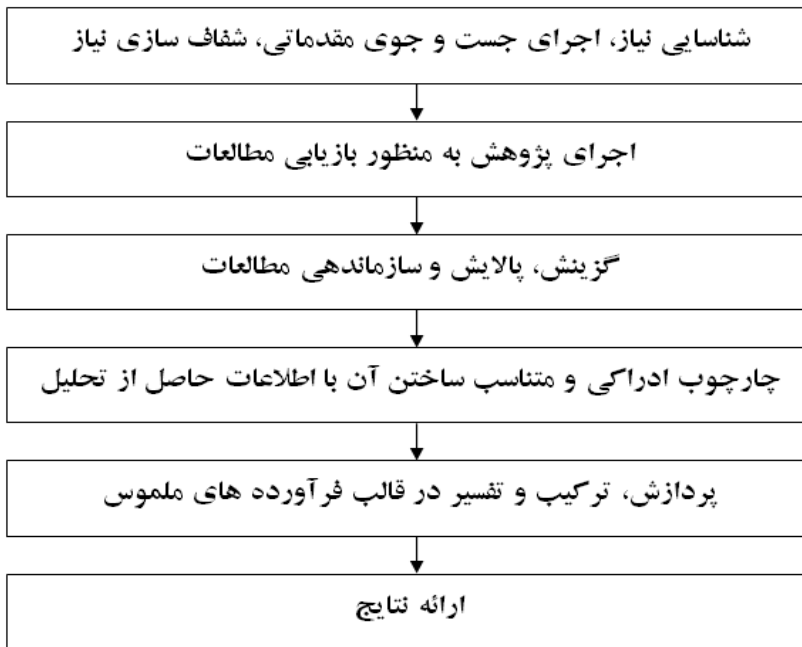 شناسایی نیاز، اجرای جست و جوی مقدماتی، شفاف سازی نیاز
اجرای پژوهش به منظور بازیابی مطالعات
گزینش، پالایش و سازماندهی مطالعات
چارچوب ادراکی و متناسب ساختن آن با اطلاعات حاصل از تحلیل
پردازش، ترکیب و تفسیر در قالب فرآورده های ملموس
ارائه نتایج